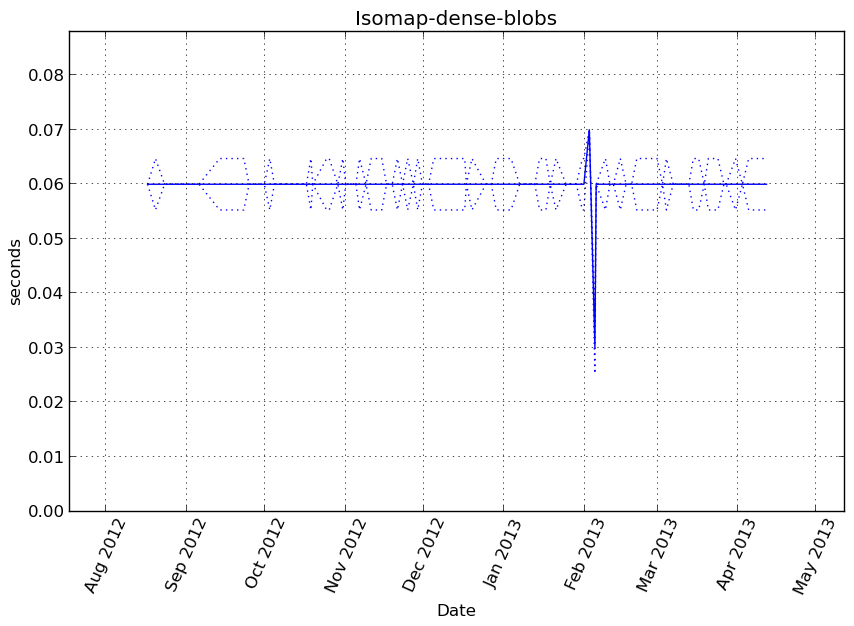 Isomap-dense-blobs
0.08
0.07
0.06
0.05
0.04
0.03
0.02
0.01
0.00
seconds
Aug 2012
Sep 2012
Oct 2012
Nov 2012
Dec 2012
Jan 2013
Feb 2013
Mar 2013
Apr 2013
May 2013
Date